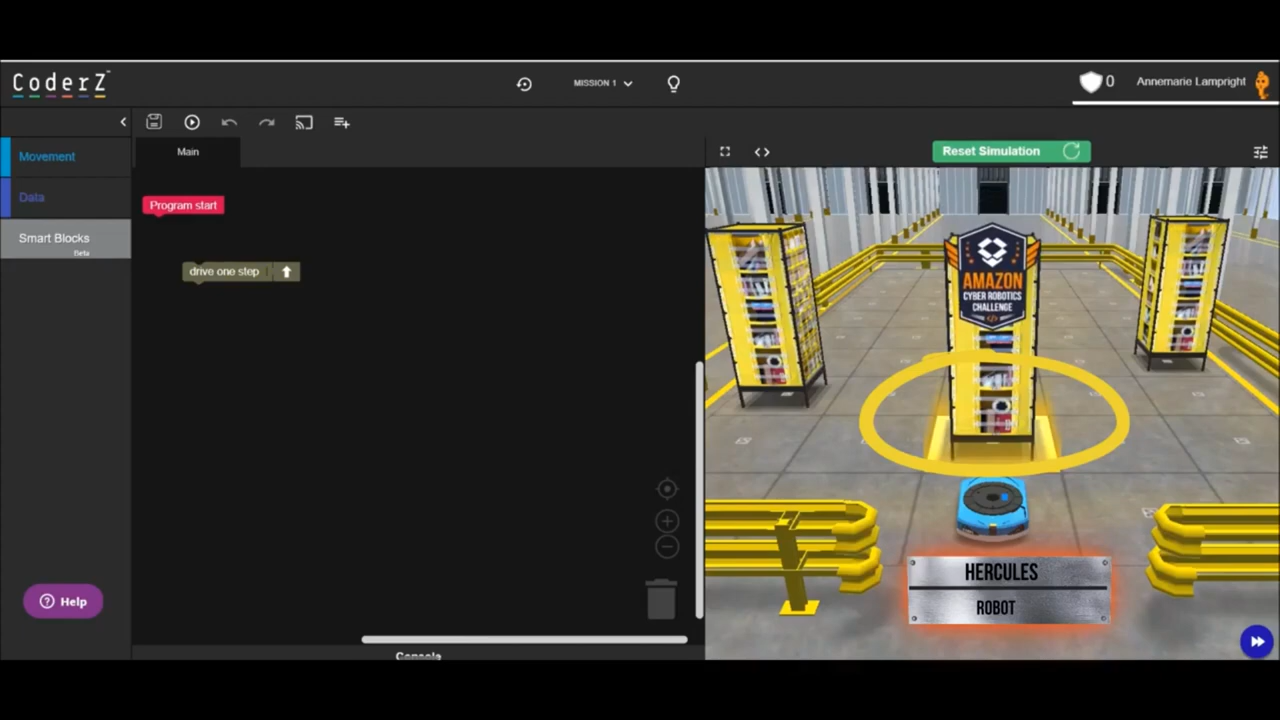 CoderZ™
MISSION 1
0
Annemarie Lampright
Movement
Data
Smart Blocks
Beta
Main
Program start
drive one step
Reset Simulation
AMAZON
CYBER ROBOTICS
CHALLENGE
HERCULES
ROBOT
Help
Console